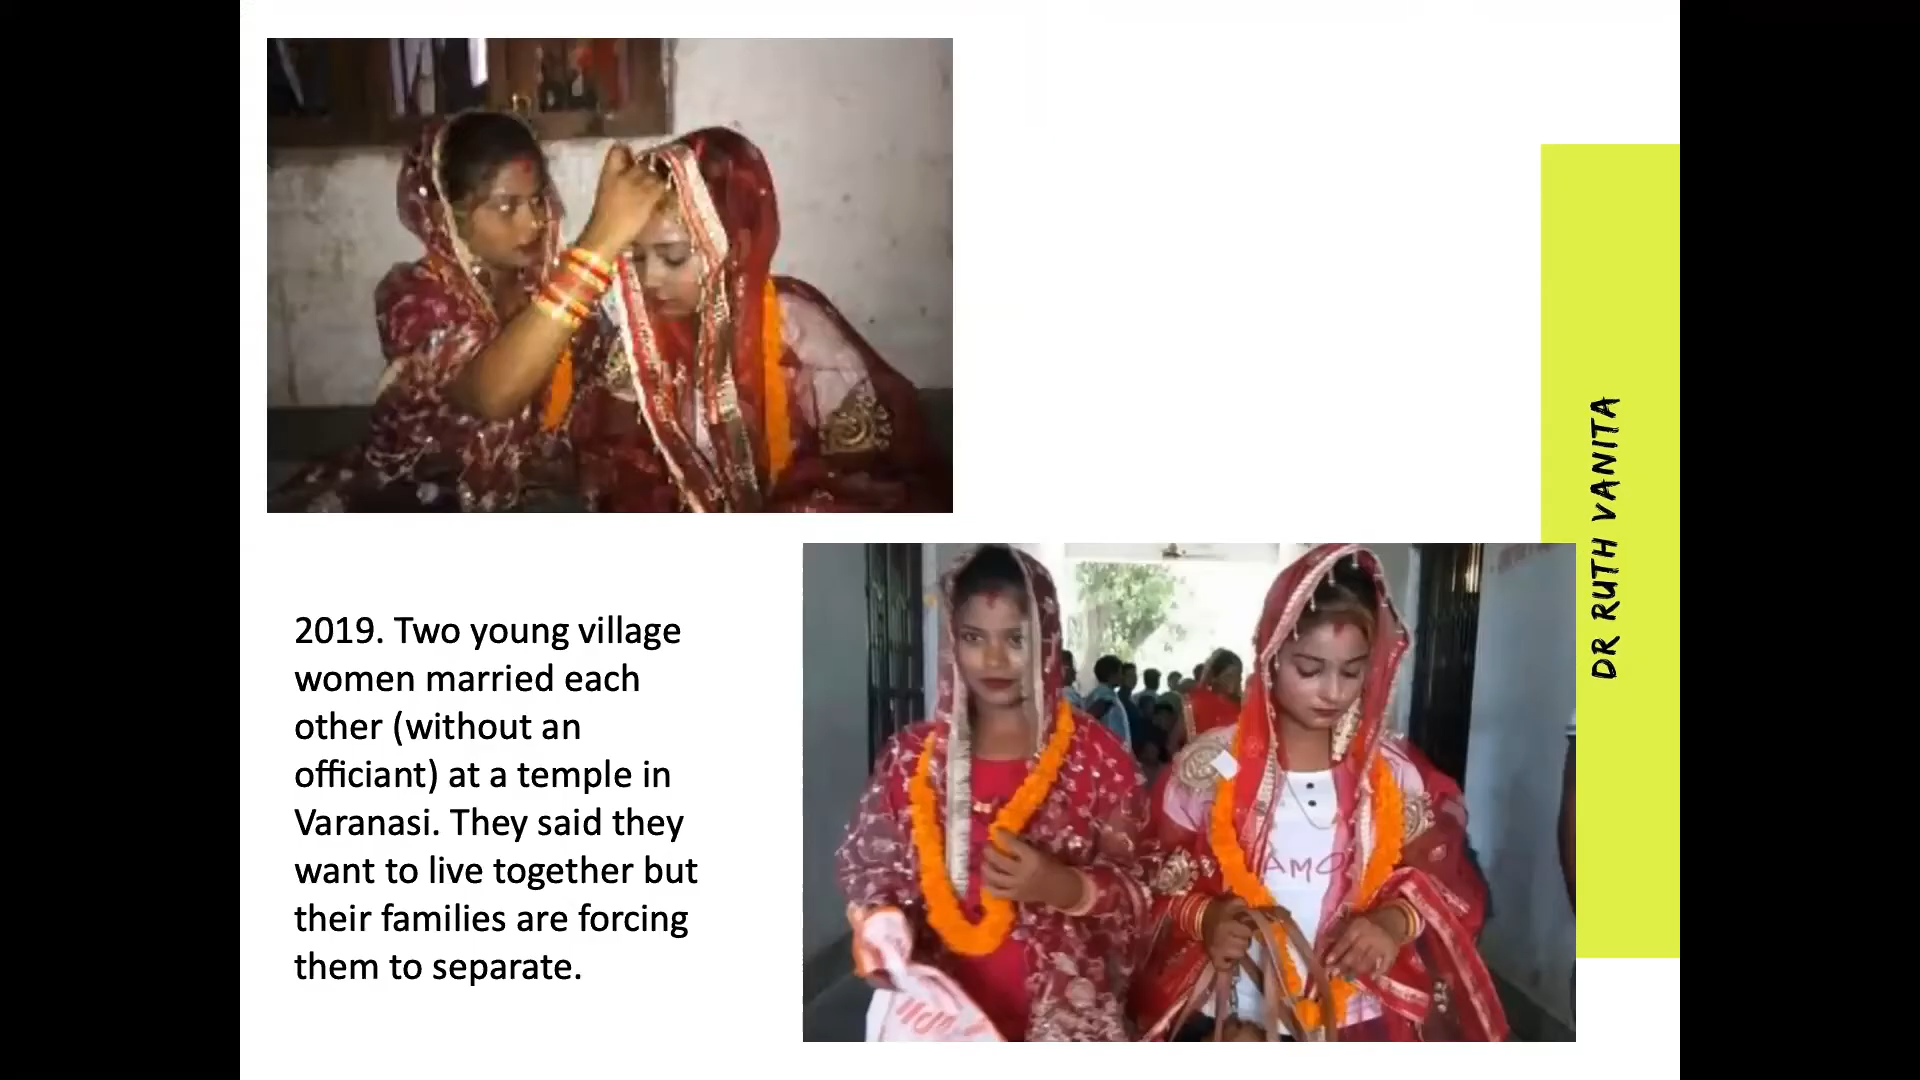 2019. Two young village
women married each
other (without an
officiant) at a temple in
Varanasi. They said they
want to live together but
their families are forcing
them to separate.
DR RUTH VANITA
AMO